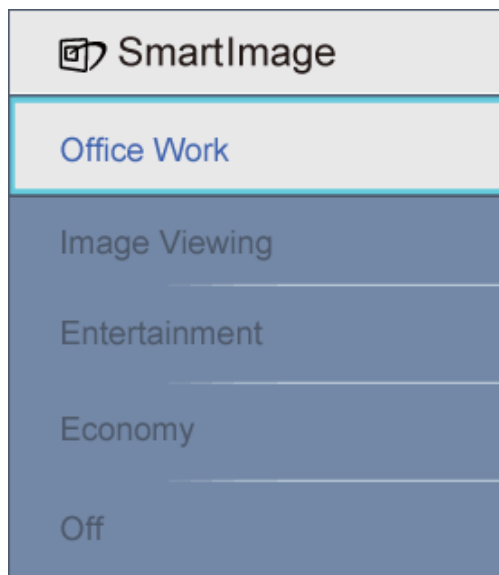 SmartImage
Office Work
Image Viewing
Entertainment
Economy
Off